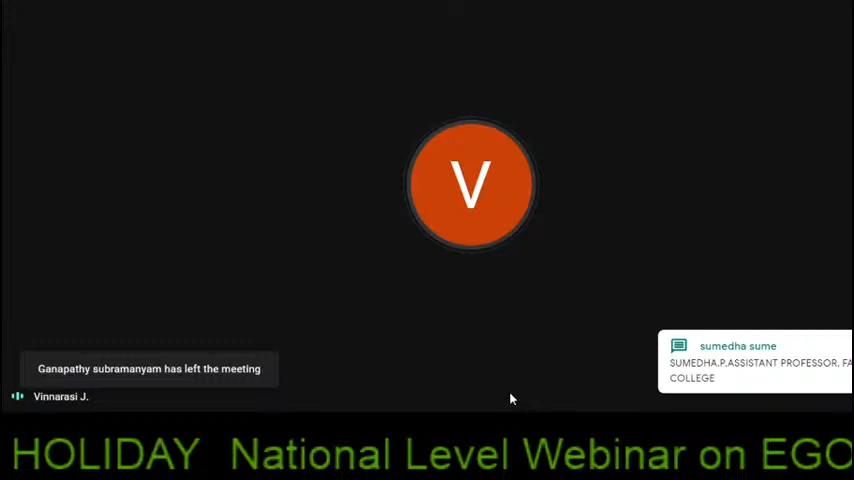 V
sumedha sume
SUMEDHA.P,ASSISTANT PROFESSOR, FA
COLLEGE
Ganapathy subramanyam has left the meeting
Vinnarasi J.
HOLIDAY National Level Webinar on EGO